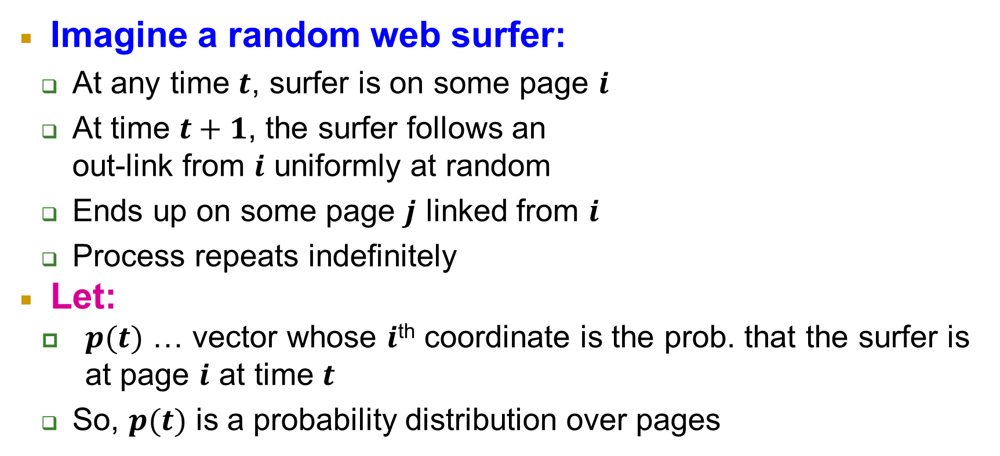 Imagine a random web surfer:
At any time t, surfer is on some page i
At time t + 1, the surfer follows an
out-link from i uniformly at random
Ends up on some page j linked from i
Process repeats indefinitely
Let:
p(t) … vector whose ith coordinate is the prob. that the surfer is
at page i at time t
So, p(t) is a probability distribution over pages